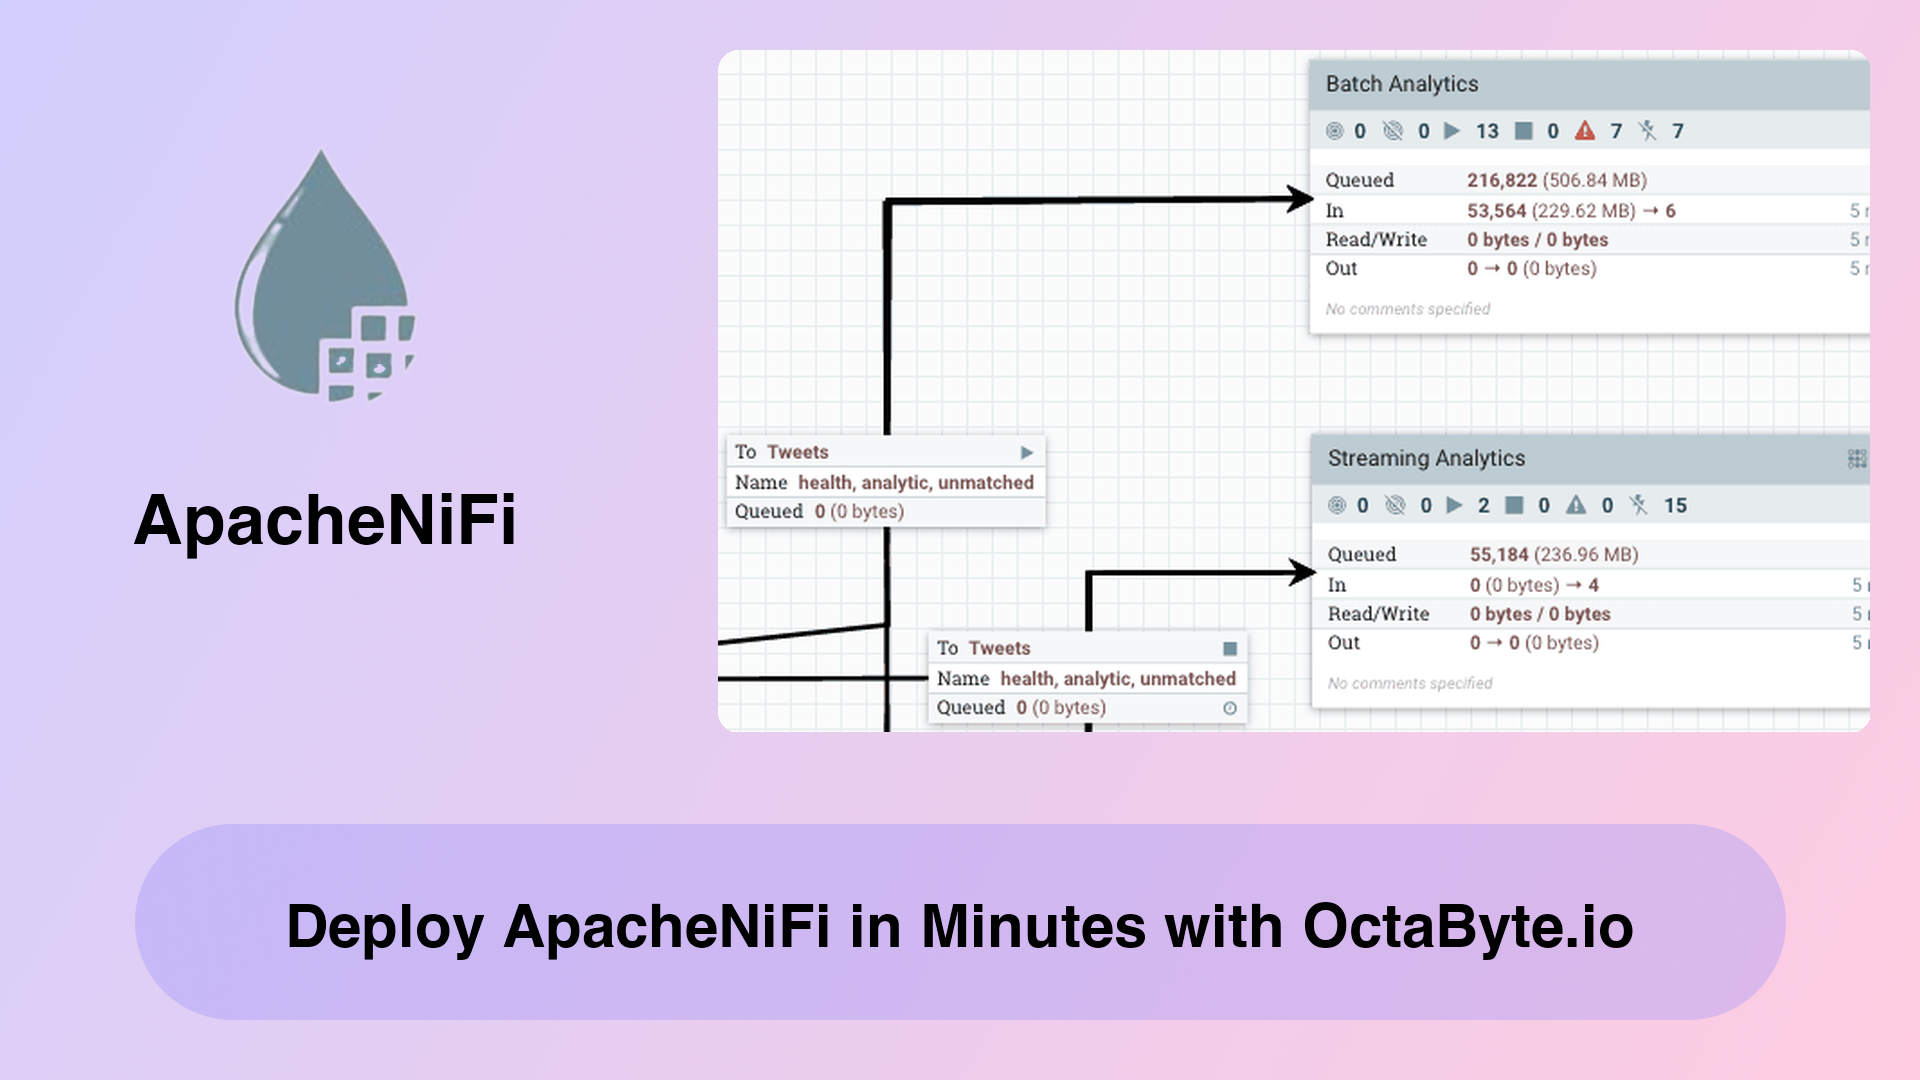 ApacheNiFi
Batch Analytics
0 0 13 0 7 7
Queued 216,822 (506.84 MB)
In 53,564 (229.62 MB) → 6 5
Read/Write 0 bytes / 0 bytes 5
Out 0 → 0 (0 bytes) 5
No comments specified
To Tweets
Name health, analytic, unmatched
Queued 0 (0 bytes)
Streaming Analytics
0 0 2 0 0 15
Queued 55,184 (236.96 MB)
In 0 (0 bytes) → 4 5
Read/Write 0 bytes / 0 bytes 5
Out 0 → 0 (0 bytes) 5
No comments specified
To Tweets
Name health, analytic, unmatched
Queued 0 (0 bytes)
Deploy ApacheNiFi in Minutes with OctaByte.io